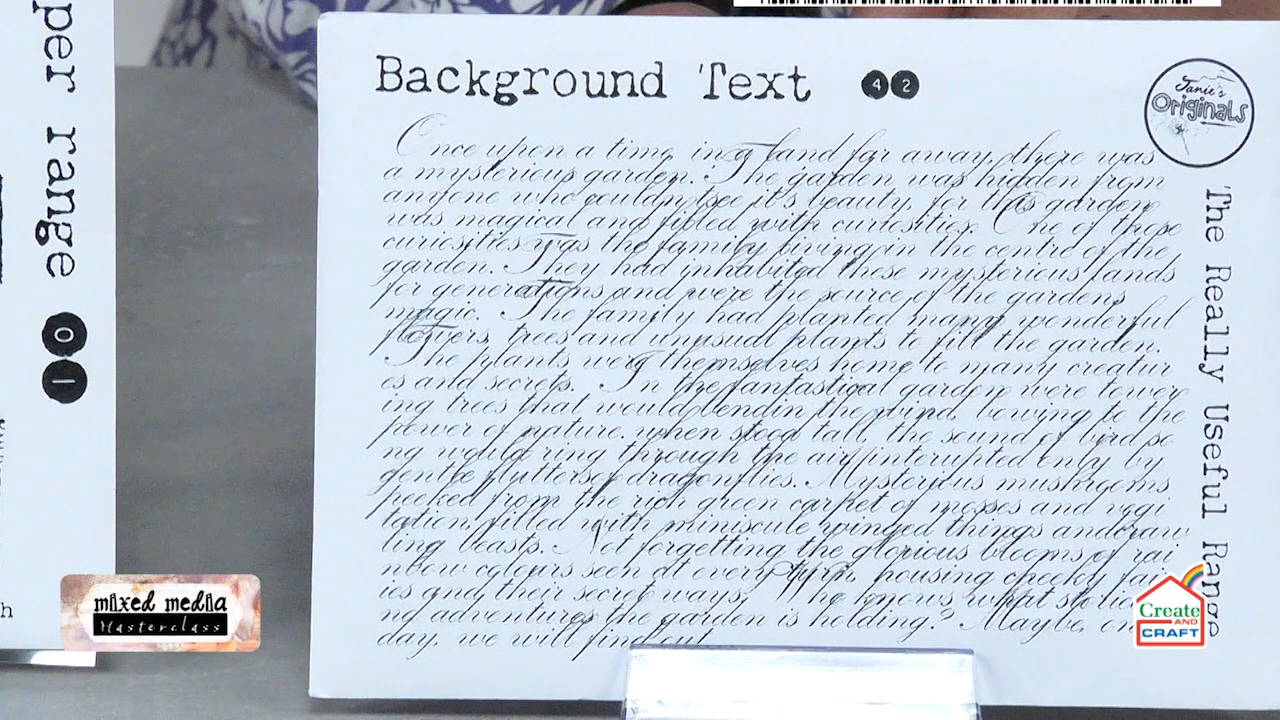 per range
0 1
h
Background Text 4 2
Janie's
Originals
The Really Useful Range
Once upon a time, in a land far away, there was
a mysterious garden. The garden was hidden from
anyone who couldn't see it's beauty, for this garden
was magical and filled with curiosities. One of those
curiosities was the family living in the centre of the
garden. They had inhabited these mysterious lands
for generations and were the source of the gardens
magic. The family had planted many wonderful
flowers, trees and unusual plants to fill the garden.
The plants were themselves home to many creatur
es and secrets. In the fantastical garden were tower
ing trees that would bend in the wind, bowing to the
power of nature, when stood tall, the sound of bird so
ng would ring through the air interupted only by
gentle flutters of dragonflies. Mysterious mushrooms
peeked from the rich green carpet of mosses and vegi
tation, filled with miniscule winged things and craw
ling beasts. Not forgetting the glorious blooms of rai
nbow colours seen at every turn, housing cheeky fair
ies and their secret ways. Who knows what stories
nd adventures the garden is holding? Maybe, one
day will find out
mixed media
Masterclass
Create
AND
CRAFT